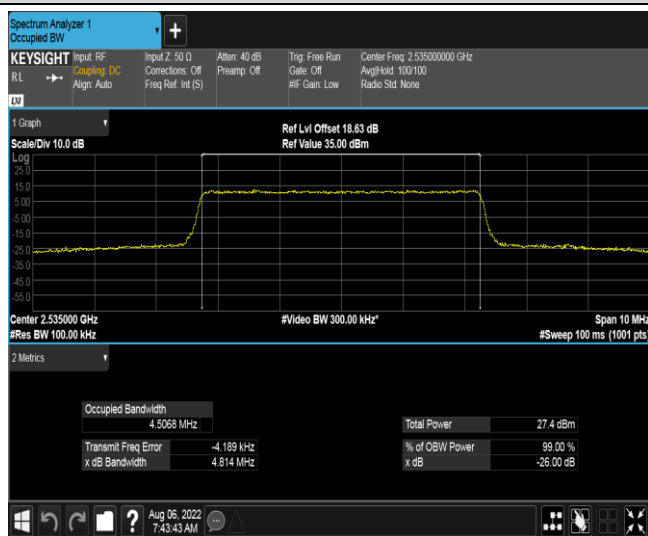 Spectrum Analyzer 1
Occupied BW
KEYSIGHT
RL
LXI
Input: RF
Coupling: DC
Align: Auto
Input Z: 50 Ω
Corrections: Off
Freq Ref: Int (S)
Atten: 40 dB
Preamp: Off
Trig: Free Run
Gate: Off
#IF Gain: Low
Center Freq: 2.535000000 GHz
Avg|Hold: 100/100
Radio Std: None
1 Graph
Scale/Div 10.0 dB
Ref Lvl Offset 18.63 dB
Ref Value 35.00 dBm
Log
25.0
15.0
5.00
-5.00
-15.0
-25.0
-35.0
-45.0
-55.0
Center 2.535000 GHz
#Res BW 100.00 kHz
#Video BW 300.00 kHz*
Span 10 MHz
#Sweep 100 ms (1001 pts)
2 Metrics
Occupied Bandwidth
4.5068 MHz
Transmit Freq Error -4.189 kHz
x dB Bandwidth 4.814 MHz
Total Power 27.4 dBm
% of OBW Power 99.00 %
x dB -26.00 dB
Aug 06, 2022
7:43:43 AM